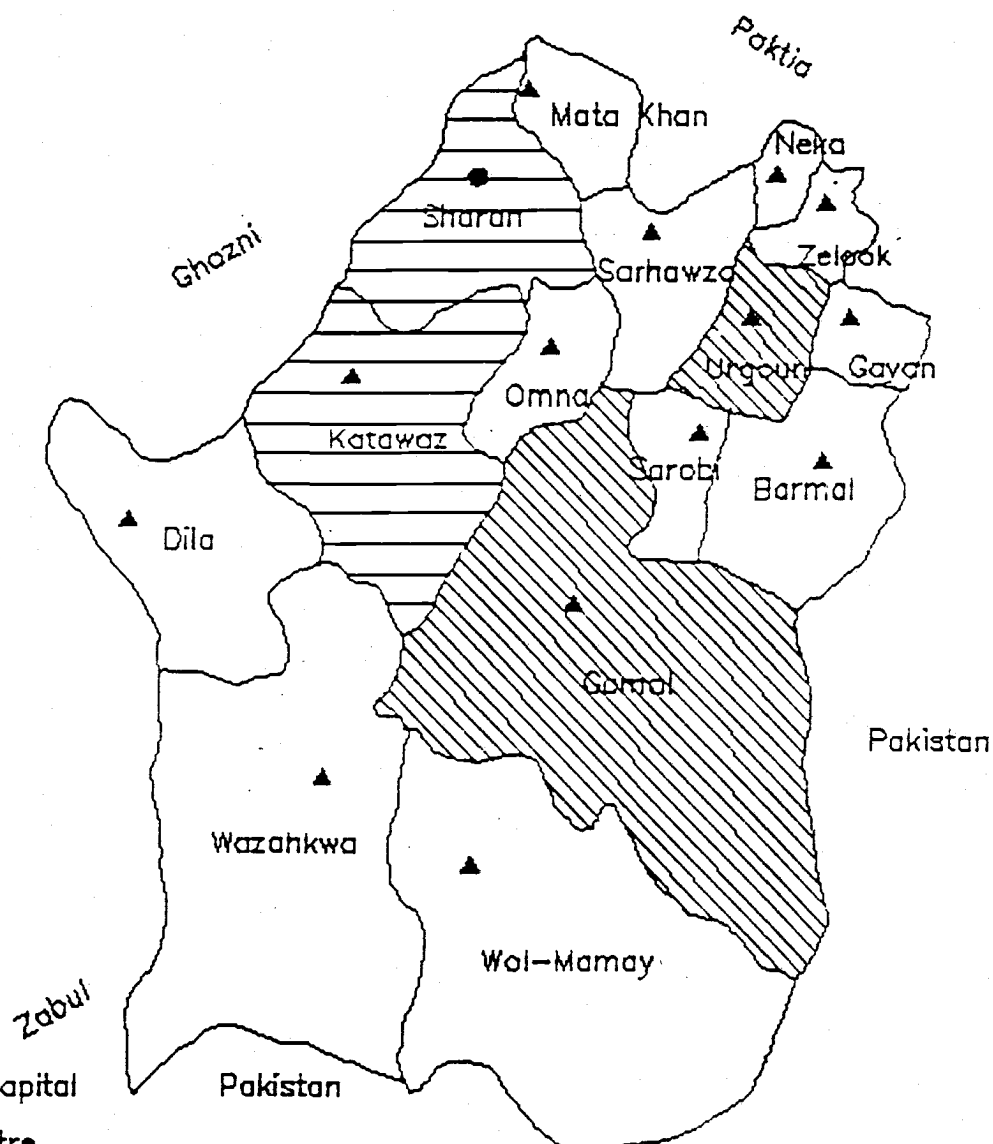 Paktia
Mata Khan
Neka
Sharan
Ghazni
Zelook
Sarhawza
Urgoun
Gayan
Omna
Katawaz
Sarobi
Barmal
Dila
Gomal
Pakistan
Wazahkwa
Wol-Mamay
Zabul
apital
Pakistan
tre